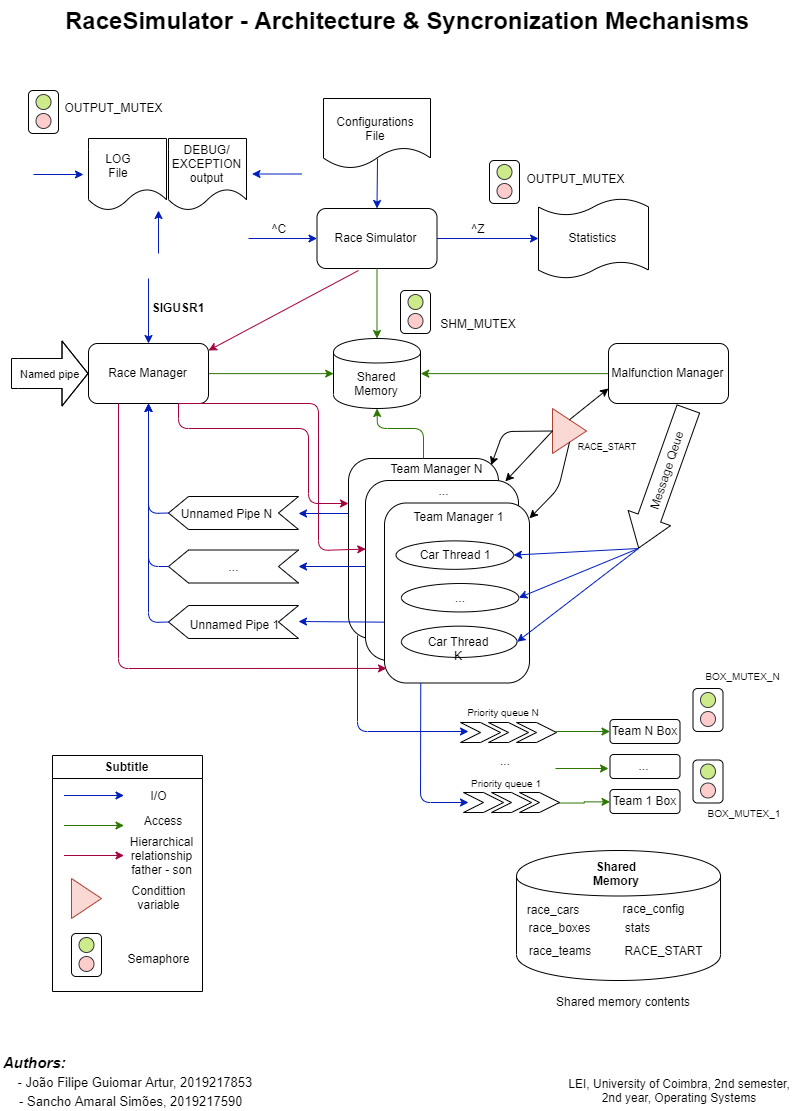 RaceSimulator - Architecture & Syncronization Mechanisms
OUTPUT_MUTEX
LOG
File
DEBUG/
EXCEPTION
output
Configurations
File
OUTPUT_MUTEX
^C
Race Simulator
^Z
Statistics
SIGUSR1
SHM_MUTEX
Named pipe
Race Manager
Shared
Memory
Malfunction Manager
RACE_START
Message Qeue
Team Manager N
...
Team Manager 1
Unnamed Pipe N
Car Thread 1
...
...
Unnamed Pipe 1
Car Thread
K
BOX_MUTEX_N
Priority queue N
Team N Box
...
...
Priority queue 1
Team 1 Box
BOX_MUTEX_1
Subtitle
I/O
Access
Hierarchical
relationship
father - son
Condittion
variable
Semaphore
Shared
Memory
race_cars
race_config
race_boxes
stats
race_teams
RACE_START
Shared memory contents
Authors:
- João Filipe Guiomar Artur, 2019217853
- Sancho Amaral Simões, 2019217590
LEI, University of Coimbra, 2nd semester,
2nd year, Operating Systems